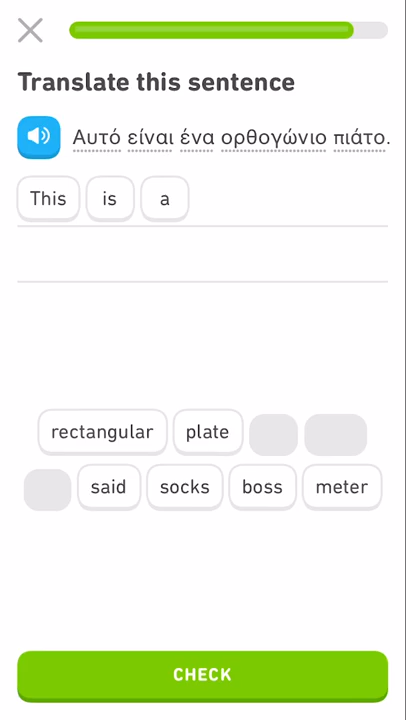 Translate this sentence
Αυτό είναι ένα ορθογώνιο πιάτο.
This is a
rectangular plate
said socks boss meter
CHECK